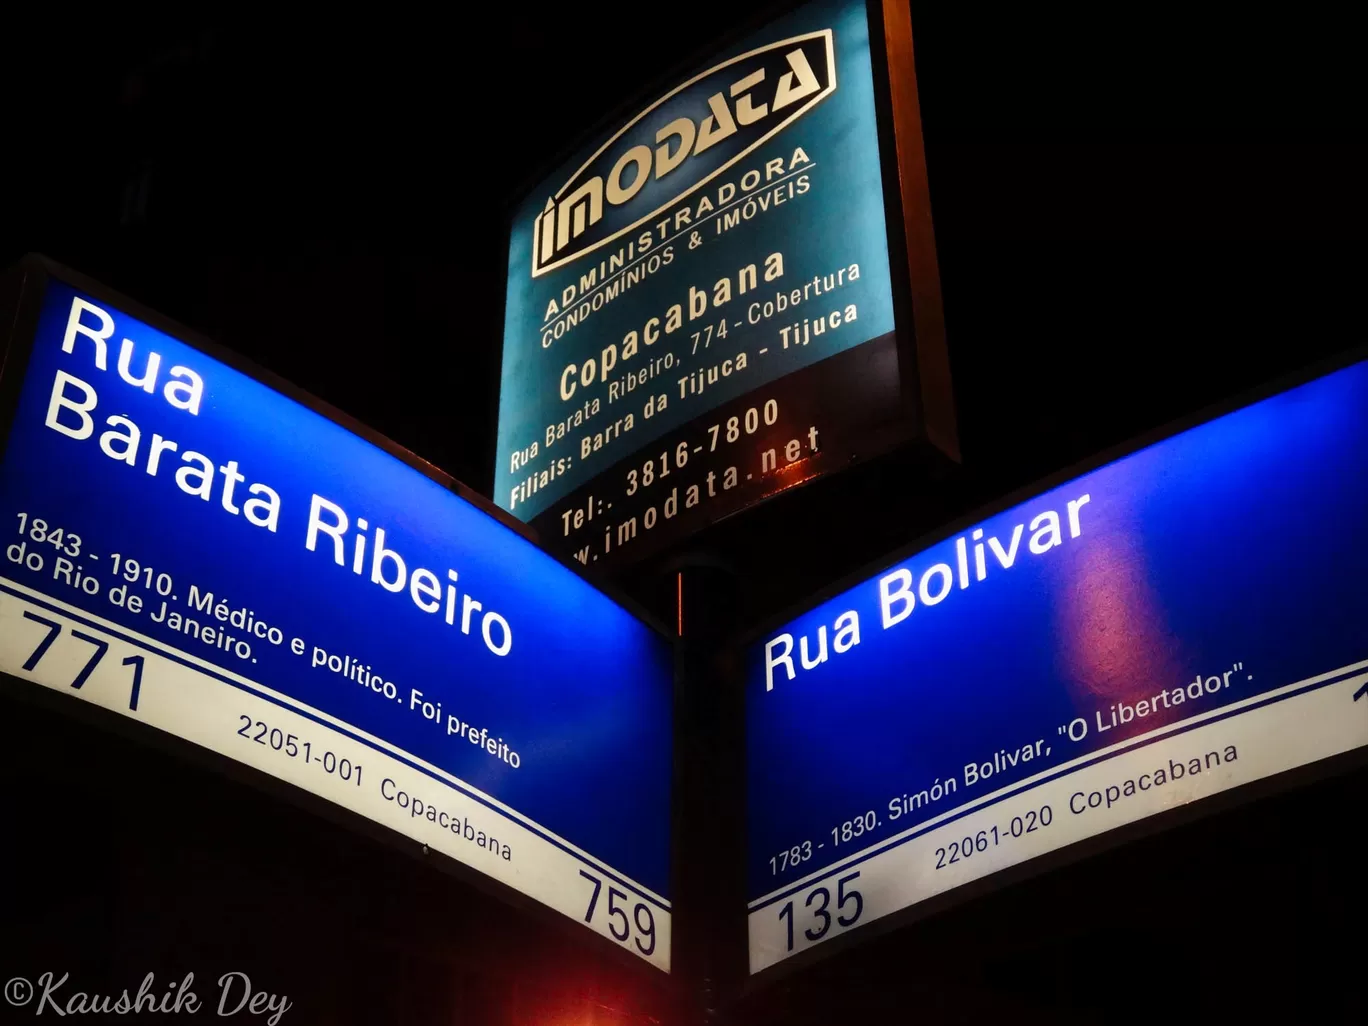 imODATA
ADMINISTRADORA
CONDOMÍNIOS & IMÓVEIS
Copacabana
Rua Barata Ribeiro, 774 - Cobertura
Filiais: Barra da Tijuca - Tijuca
Tel:. 3816-7800
w.imodata.net
Rua
Barata Ribeiro
1843 - 1910. Médico e político. Foi prefeito
do Rio de Janeiro.
771
22051-001 Copacabana
759
Rua Bolivar
1783 - 1830. Simón Bolivar, "O Libertador".
135
22061-020 Copacabana
©Kaushik Dey